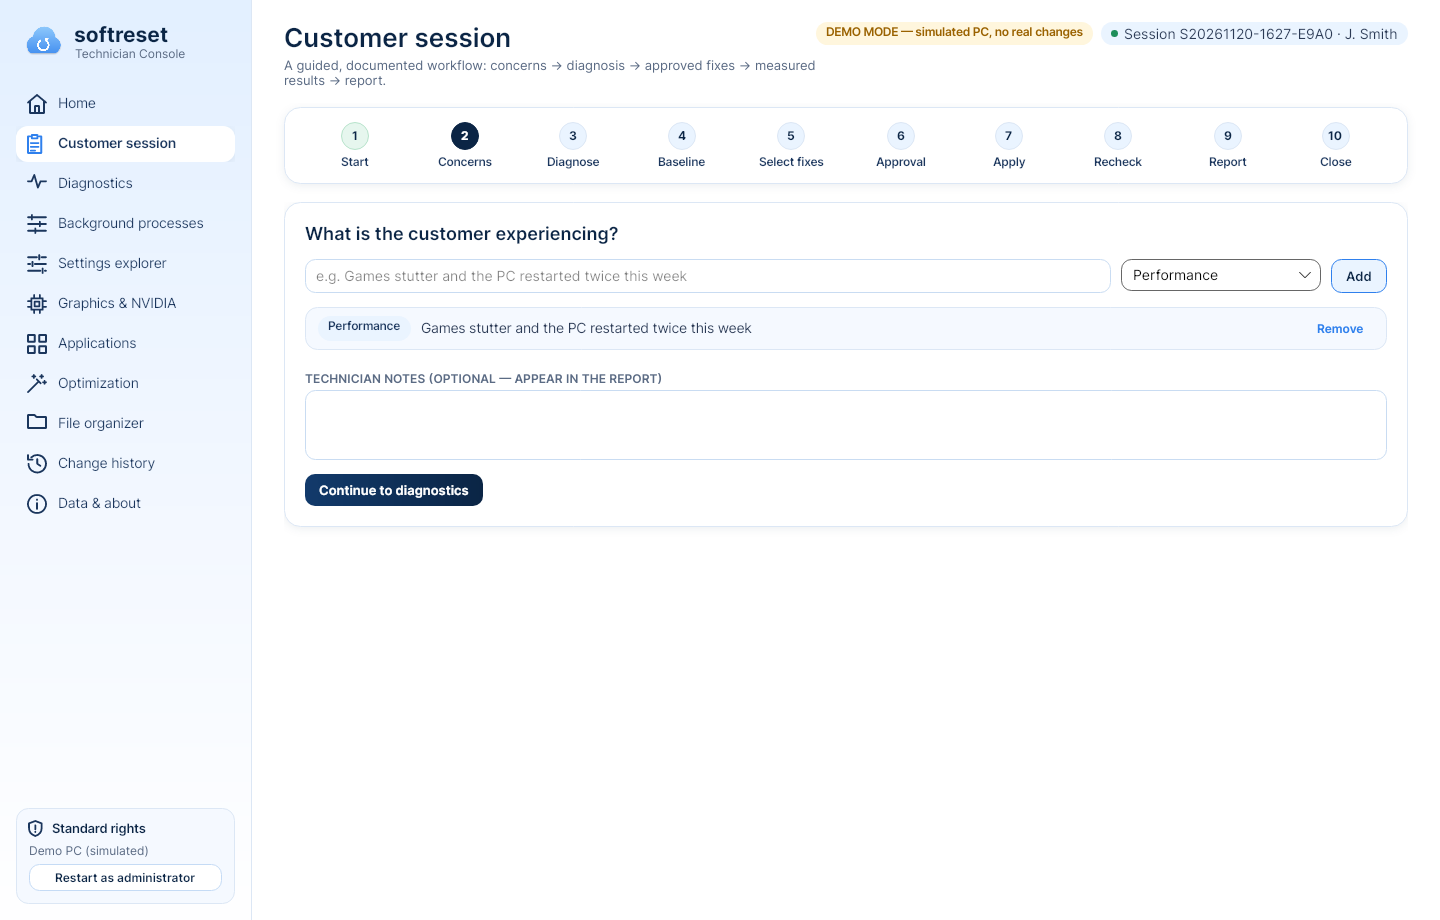 softreset
Technician Console
Home
Customer session
Diagnostics
Background processes
Settings explorer
Graphics & NVIDIA
Applications
Optimization
File organizer
Change history
Data & about
Standard rights
Demo PC (simulated)
Restart as administrator
Customer session
A guided, documented workflow: concerns → diagnosis → approved fixes → measured
results → report.
DEMO MODE — simulated PC, no real changes
Session S20261120-1627-E9A0 · J. Smith
1 Start
2 Concerns
3 Diagnose
4 Baseline
5 Select fixes
6 Approval
7 Apply
8 Recheck
9 Report
10 Close
What is the customer experiencing?
e.g. Games stutter and the PC restarted twice this week
Performance
Add
Performance Games stutter and the PC restarted twice this week Remove
TECHNICIAN NOTES (OPTIONAL — APPEAR IN THE REPORT)
Continue to diagnostics